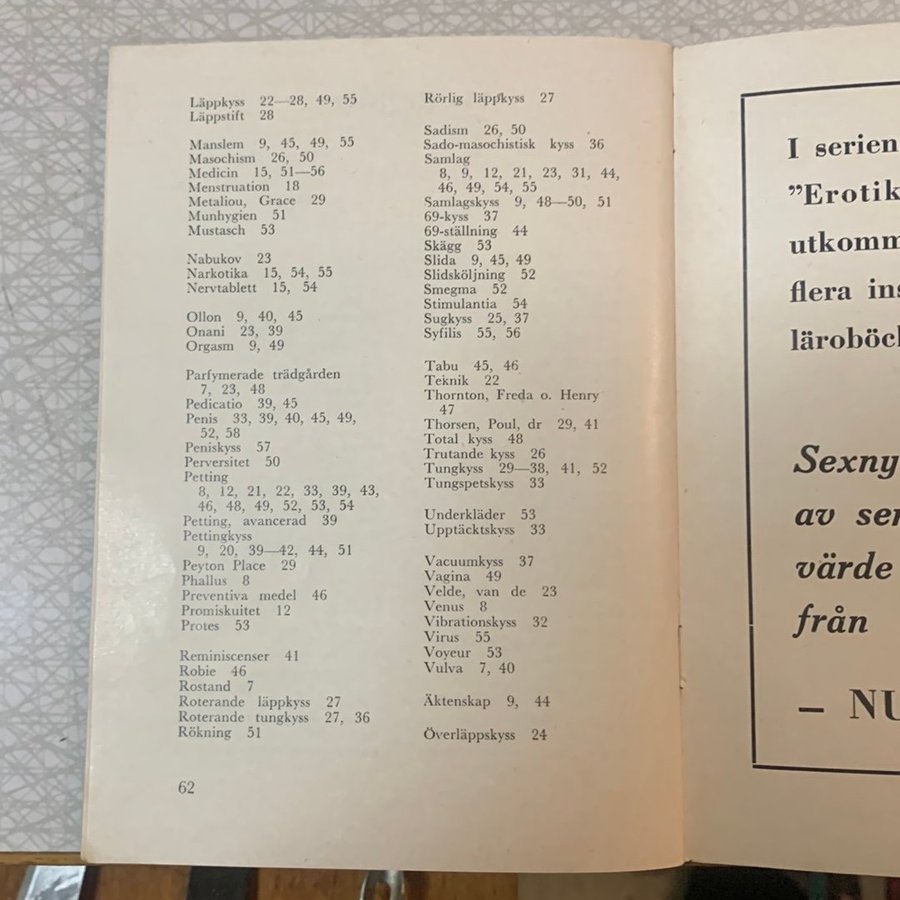 Läppkyss 22—28, 49, 55
Läppstift 28
Manslem 9, 45, 49, 55
Masochism 26, 50
Medicin 15, 51—56
Menstruation 18
Metaliou, Grace 29
Munhygien 51
Mustasch 53
Nabukov 23
Narkotika 15, 54, 55
Nervtablett 15, 54
Ollon 9, 40, 45
Onani 23, 39
Orgasm 9, 49
Parfymerade trädgården
7, 23, 48
Pedicatio 39, 45
Penis 33, 39, 40, 45, 49,
52, 58
Peniskyss 57
Perversitet 50
Petting
8, 12, 21, 22, 33, 39, 43,
46, 48, 49, 52, 53, 54
Petting, avancerad 39
Pettingkyss
9, 20, 39—42, 44, 51
Peyton Place 29
Phallus 8
Preventiva medel 46
Promiskuitet 12
Protes 53
Reminiscenser 41
Robie 46
Rostand 7
Roterande läppkyss 27
Roterande tungkyss 27, 36
Rökning 51
62
Rörlig läppkyss 27
Sadism 26, 50
Sado-masochistisk kyss 36
Samlag
8, 9, 12, 21, 23, 31, 44,
46, 49, 54, 55
Samlagskyss 9, 48—50, 51
69-kyss 37
69-ställning 44
Skägg 53
Slida 9, 45, 49
Slidsköljning 52
Smegma 52
Stimulantia 54
Sugkyss 25, 37
Syfilis 55, 56
Tabu 45, 46
Teknik 22
Thornton, Freda o. Henry
47
Thorsen, Poul, dr 29, 41
Total kyss 48
Trutande kyss 26
Tungkyss 29—38, 41, 52
Tungspetskyss 33
Underkläder 53
Upptäcktskyss 33
Vacuumkyss 37
Vagina 49
Velde, van de 23
Venus 8
Vibrationskyss 32
Virus 55
Voyeur 53
Vulva 7, 40
Äktenskap 9, 44
Överläppskyss 24
I serien
”Erotik
utkomm
flera ins
läroböc
Sexny
av ser
värde
från
– NU